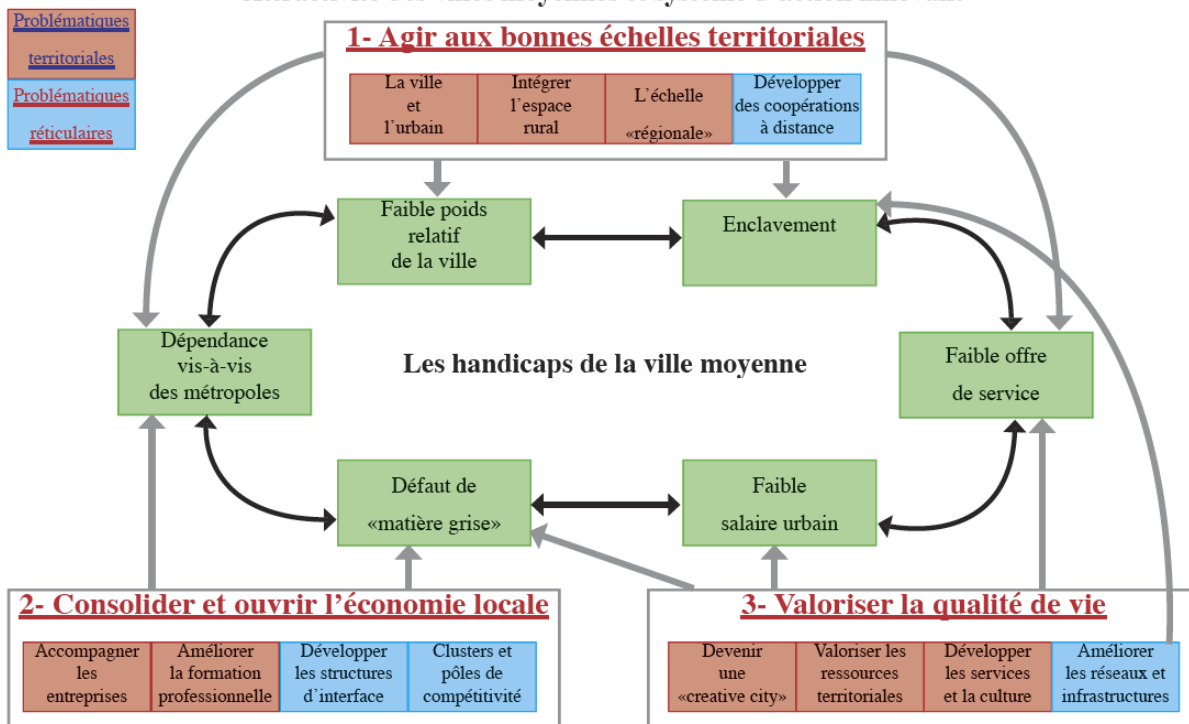 Problématiques
territoriales
Problématiques
réticulaires
1- Agir aux bonnes échelles territoriales
La ville
et
l’urbain
Intégrer
l’espace
rural
L’échelle
«régionale»
Développer
des coopérations
à distance
Faible poids
relatif
de la ville
Enclavement
Dépendance
vis-à-vis
des métropoles
Les handicaps de la ville moyenne
Faible offre
de service
Défaut de
«matière grise»
Faible
salaire urbain
2- Consolider et ouvrir l’économie locale
Accompagner
les
entreprises
Améliorer
la formation
professionnelle
Développer
les structures
d’interface
Clusters et
pôles de
compétitivité
3- Valoriser la qualité de vie
Devenir
une
«creative city»
Valoriser les
ressources
territoriales
Développer
les services
et la culture
Améliorer
les réseaux et
infrastructures